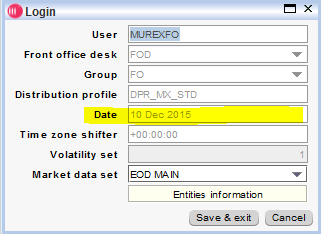 Login
User MUREXFO
Front office desk FOD
Group FO
Distribution profile DPR_MX_STD
Date 10 Dec 2015
Time zone shifter +00:00:00
Volatility set 1
Market data set EOD MAIN
Entities information
Save & exit Cancel